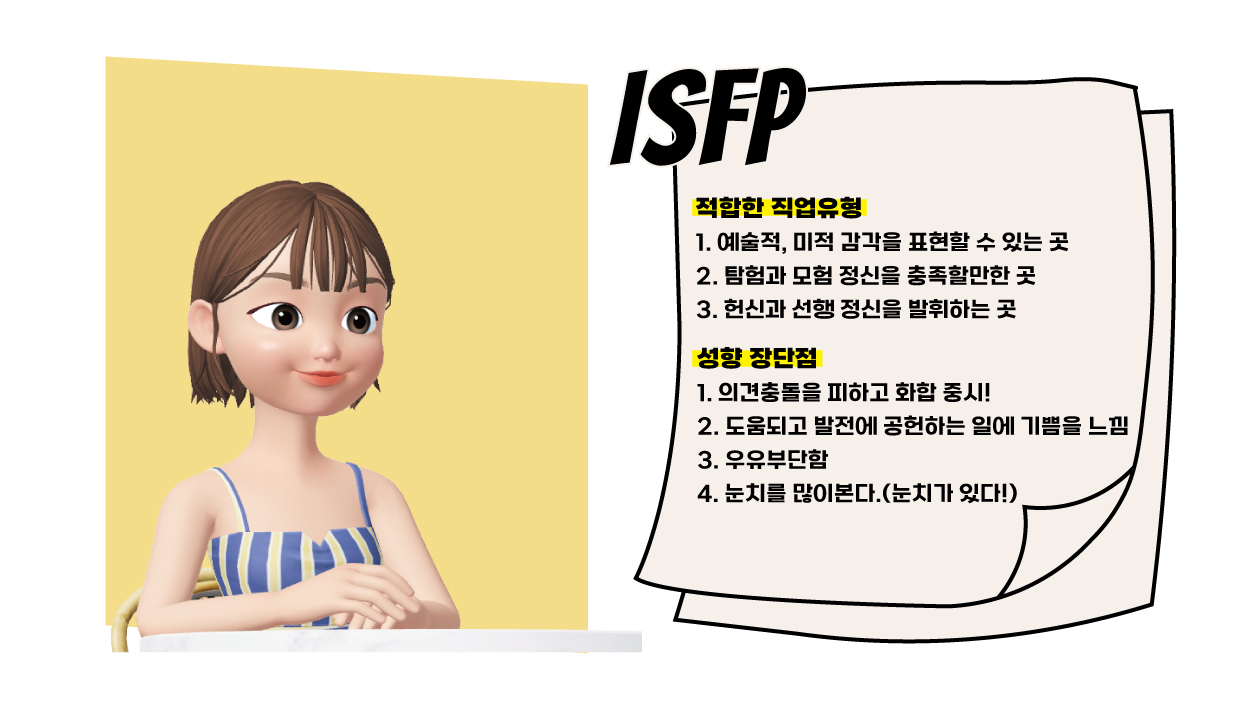 ISFP
적합한 직업유형
1. 예술적, 미적 감각을 표현할 수 있는 곳
2. 탐험과 모험 정신을 충족할만한 곳
3. 헌신과 선행 정신을 발휘하는 곳
성향 장단점
1. 의견충돌을 피하고 화합 중시!
2. 도움되고 발전에 공헌하는 일에 기쁨을 느낌
3. 우유부단함
4. 눈치를 많이본다.(눈치가 있다!)